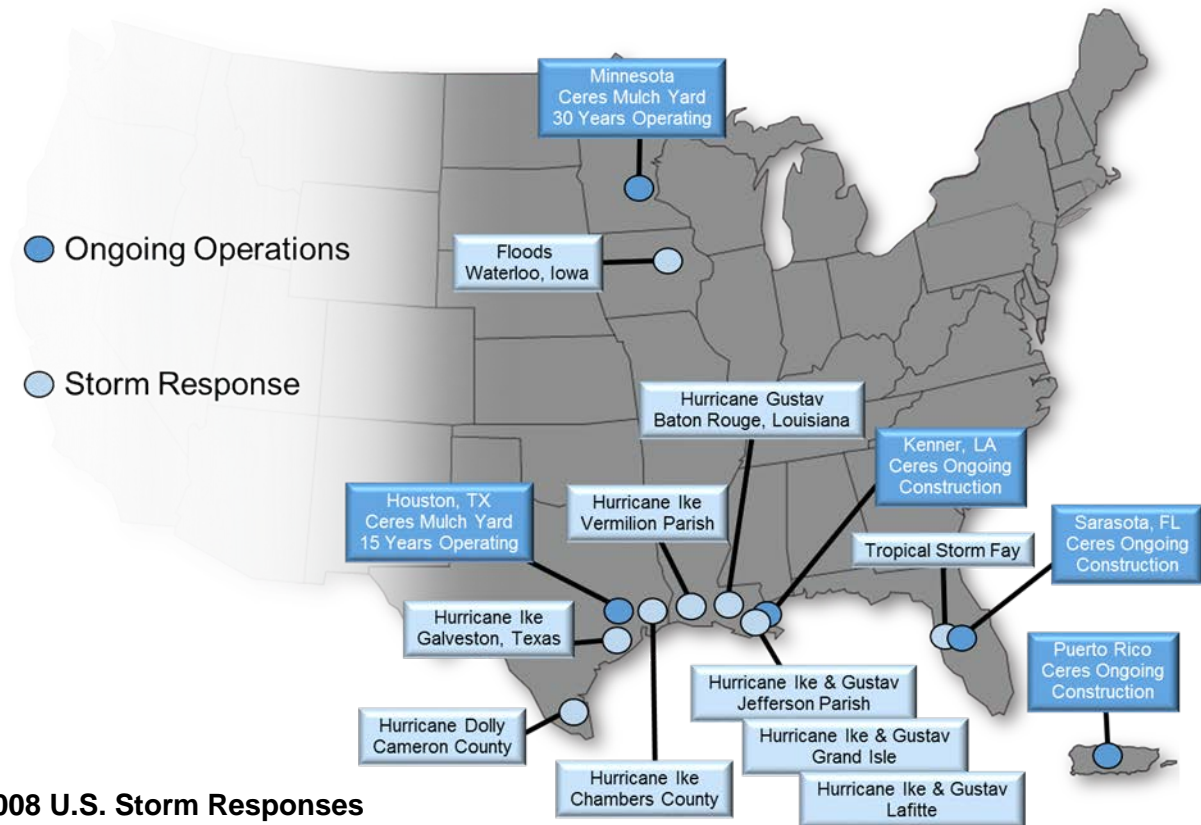 Minnesota
Ceres Mulch Yard
30 Years Operating
Ongoing Operations
Floods
Waterloo, Iowa
Storm Response
Hurricane Gustav
Baton Rouge, Louisiana
Kenner, LA
Ceres Ongoing
Construction
Houston, TX
Ceres Mulch Yard
15 Years Operating
Hurricane Ike
Vermilion Parish
Sarasota, FL
Ceres Ongoing
Construction
Tropical Storm Fay
Hurricane Ike
Galveston, Texas
Puerto Rico
Ceres Ongoing
Construction
Hurricane Ike & Gustav
Jefferson Parish
Hurricane Dolly
Cameron County
Hurricane Ike & Gustav
Grand Isle
Hurricane Ike
Chambers County
Hurricane Ike & Gustav
Lafitte
008 U.S. Storm Responses